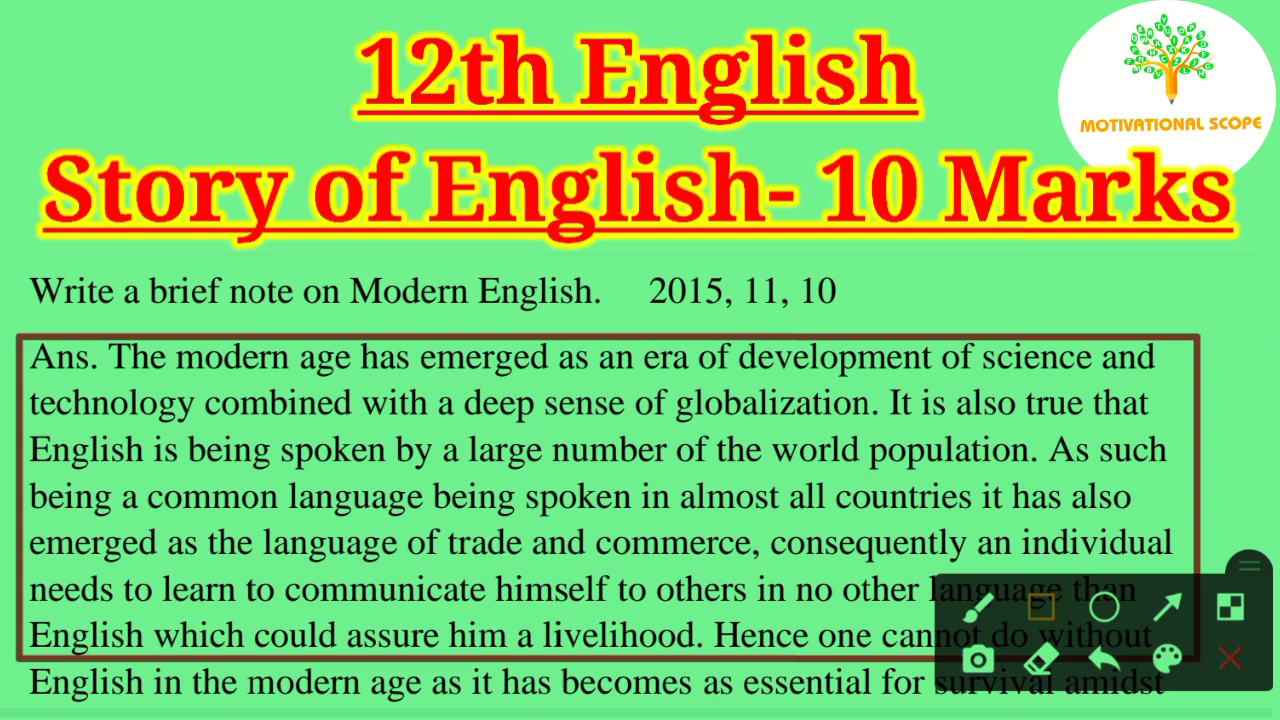 12th English
MOTIVATIONAL SCOPE
Story of English- 10 Marks
Write a brief note on Modern English. 2015, 11, 10
Ans. The modern age has emerged as an era of development of science and
technology combined with a deep sense of globalization. It is also true that
English is being spoken by a large number of the world population. As such
being a common language being spoken in almost all countries it has also
emerged as the language of trade and commerce, consequently an individual
needs to learn to communicate himself to others in no other language than
English which could assure him a livelihood. Hence one cannot do without
English in the modern age as it has becomes as essential for survival amidst